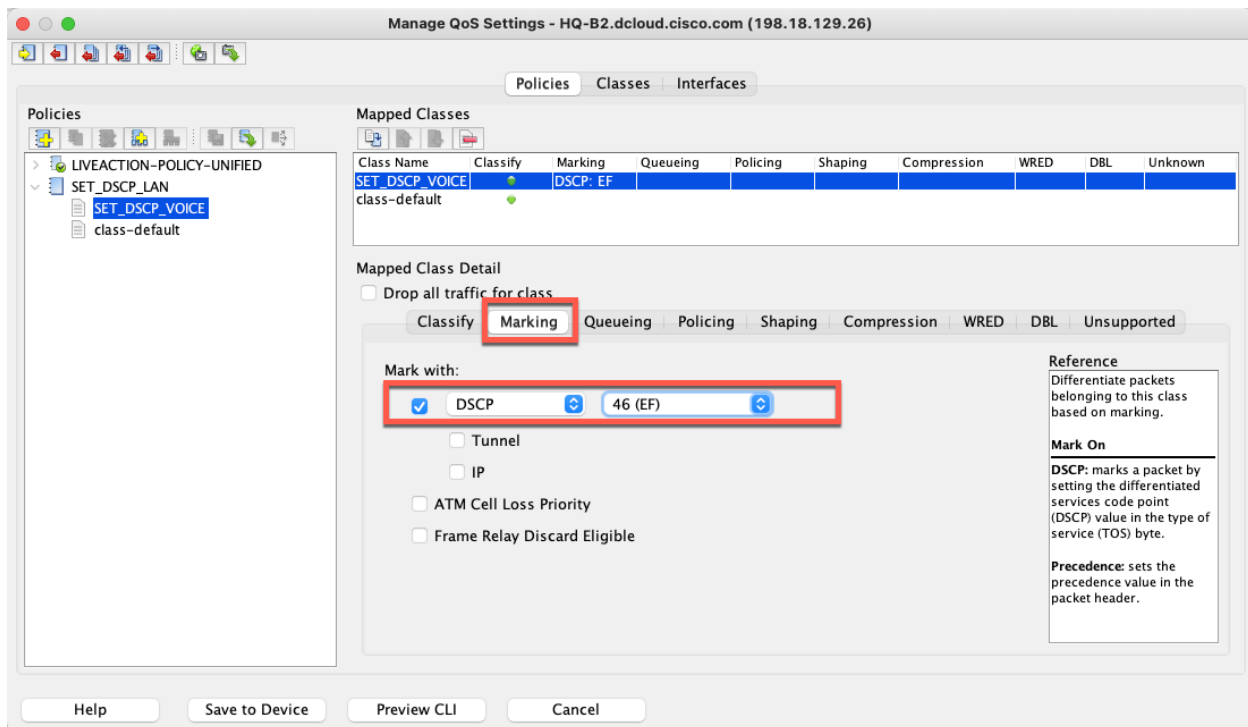 Manage QoS Settings - HQ-B2.dcloud.cisco.com (198.18.129.26)
Policies Classes Interfaces
Policies
LIVEACTION-POLICY-UNIFIED
SET_DSCP_LAN
SET_DSCP_VOICE
class-default
Mapped Classes
Class Name Classify Marking Queueing Policing Shaping Compression WRED DBL Unknown
SET_DSCP_VOICE DSCP: EF
class-default
Mapped Class Detail
Drop all traffic for class
Classify Marking Queueing Policing Shaping Compression WRED DBL Unsupported
Mark with:
DSCP 46 (EF)
Tunnel
IP
ATM Cell Loss Priority
Frame Relay Discard Eligible
Reference
Differentiate packets
belonging to this class
based on marking.
Mark On
DSCP: marks a packet by
setting the differentiated
services code point
(DSCP) value in the type of
service (TOS) byte.
Precedence: sets the
precedence value in the
packet header.
Help Save to Device Preview CLI Cancel